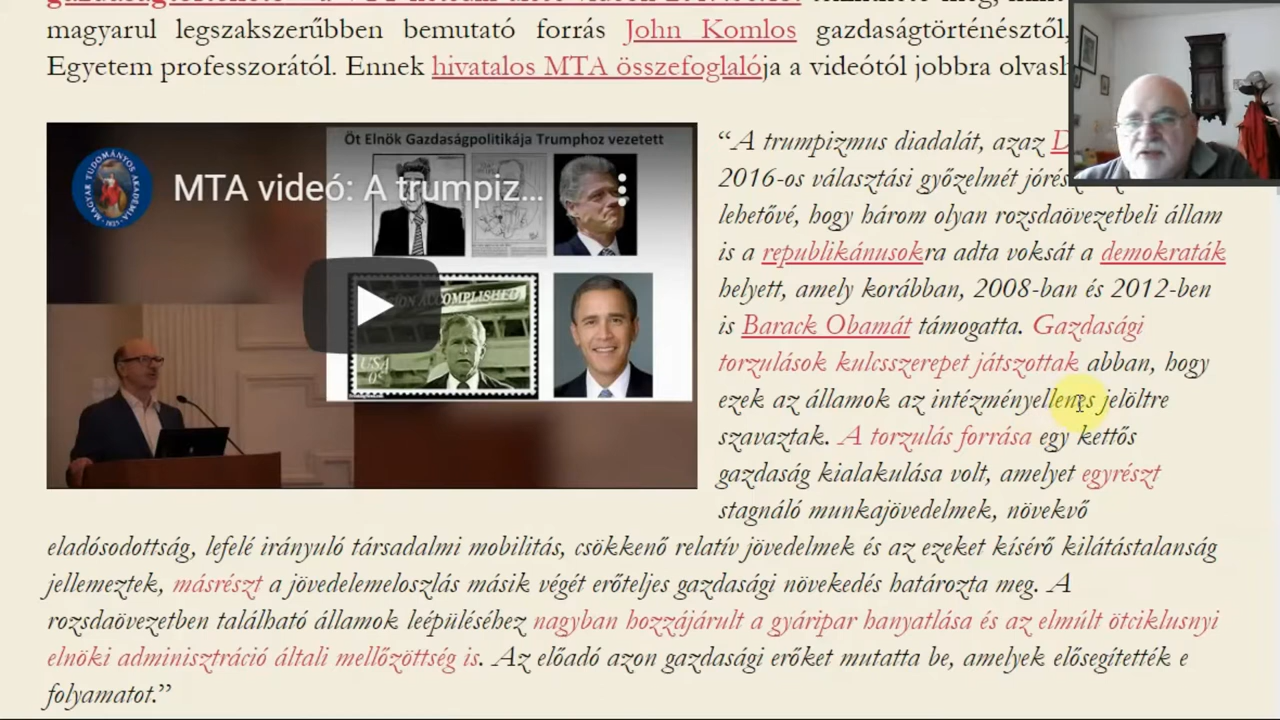 gazdaságtörténete
magyarul legszakszerűbben bemutató forrás John Komlos gazdaságtörténésztől,
Egyetem professzorától. Ennek hivatalos MTA összefoglalója a videótól jobbra
MAGYAR TUDOMÁNYOS AKADÉMIA
MTA videó: A trumpiz...
Öt Elnök Gazdaságpolitikája Trumphoz vezetett
ION ACCOMPLISHED
USA
“A trumpizmus diadalát, azaz
2016-os választási győzelmét
lehetővé, hogy három olyan rozsdaövezetbeli állam
is a republikánusokra adta voksát a demokraták
helyett, amely korábban, 2008-ban és 2012-ben
is Barack Obamát támogatta. Gazdasági
torzulások kulcsszerepet játszottak abban, hogy
ezek az államok az intézményellenes jelöltre
szavaztak. A torzulás forrása egy kettős
gazdaság kialakulása volt, amelyet egyrészt
stagnáló munkajövedelmek, növekvő
eladósodottság, lefelé irányuló társadalmi mobilitás, csökkenő relatív jövedelmek és az ezeket kísérő kilátástalanság
jellemeztek, másrészt a jövedelemeloszlás másik végét erőteljes gazdasági növekedés határozta meg. A
rozsdaövezetben található államok leépüléséhez nagyban hozzájárult a gyáripar hanyatlása és az elmúlt ötciklusnyi
elnöki adminisztráció általi mellőzöttség is. Az előadó azon gazdasági erőket mutatta be, amelyek elősegítették e
folyamatot.”